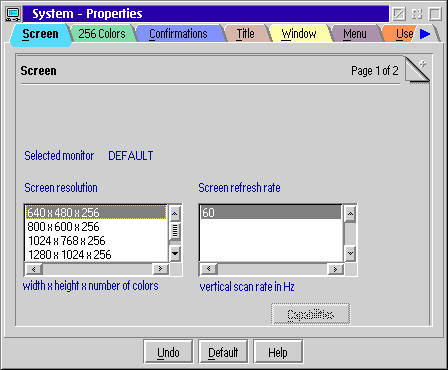 System - Properties
Screen 256 Colors Confirmations Title Window Menu Use
Screen Page 1 of 2
Selected monitor DEFAULT
Screen resolution Screen refresh rate
640 x 480 x 256 60
800 x 600 x 256
1024 x 768 x 256
1280 x 1024 x 256
width x height x number of colors vertical scan rate in Hz
Capabilities
Undo Default Help